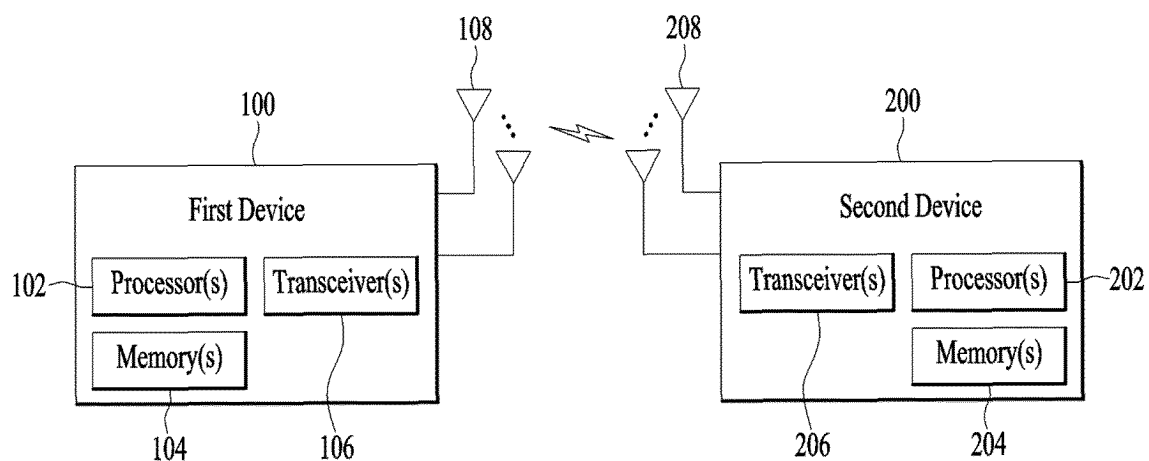 108
208
100
200
First Device
Second Device
102
Processor(s)
Transceiver(s)
Transceiver(s)
Processor(s)
202
Memory(s)
Memory(s)
104
106
206
204